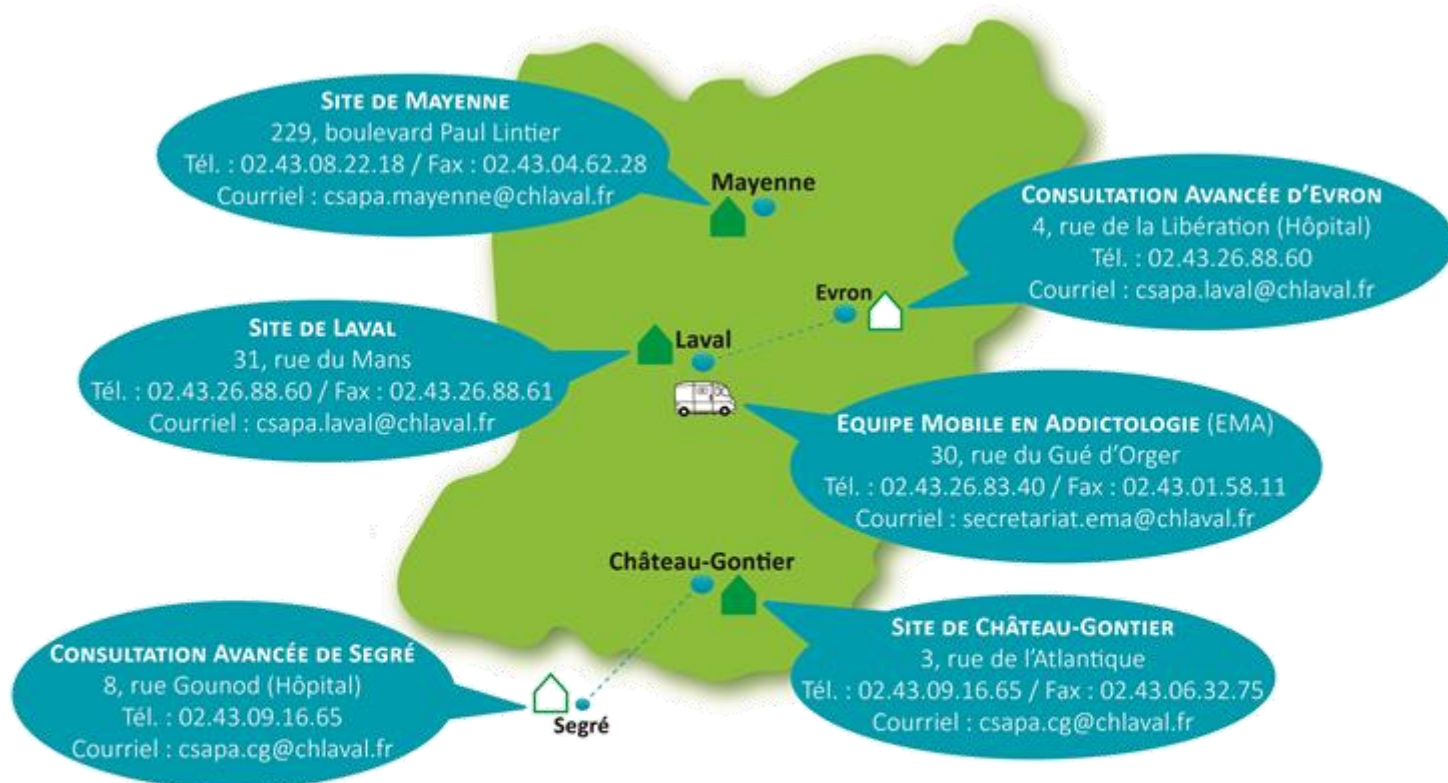 SITE DE MAYENNE
229, boulevard Paul Lintier
Tél. : 02.43.08.22.18 / Fax : 02.43.04.62.28
Courriel : csapa.mayenne@chlaval.fr
Mayenne
CONSULTATION AVANCÉE D'EVRON
4, rue de la Libération (Hôpital)
Tél. : 02.43.26.88.60
Courriel : csapa.laval@chlaval.fr
Evron
SITE DE LAVAL
31, rue du Mans
Tél. : 02.43.26.88.60 / Fax : 02.43.26.88.61
Courriel : csapa.laval@chlaval.fr
Laval
EQUIPE MOBILE EN ADDICTOLOGIE (EMA)
30, rue du Gué d'Orger
Tél. : 02.43.26.83.40 / Fax : 02.43.01.58.11
Courriel : secretariat.ema@chlaval.fr
Château-Gontier
SITE DE CHÂTEAU-GONTIER
3, rue de l'Atlantique
Tél. : 02.43.09.16.65 / Fax : 02.43.06.32.75
Courriel : csapa.cg@chlaval.fr
CONSULTATION AVANCÉE DE SEGRÉ
8, rue Gounod (Hôpital)
Tél. : 02.43.09.16.65
Courriel : csapa.cg@chlaval.fr
Segré